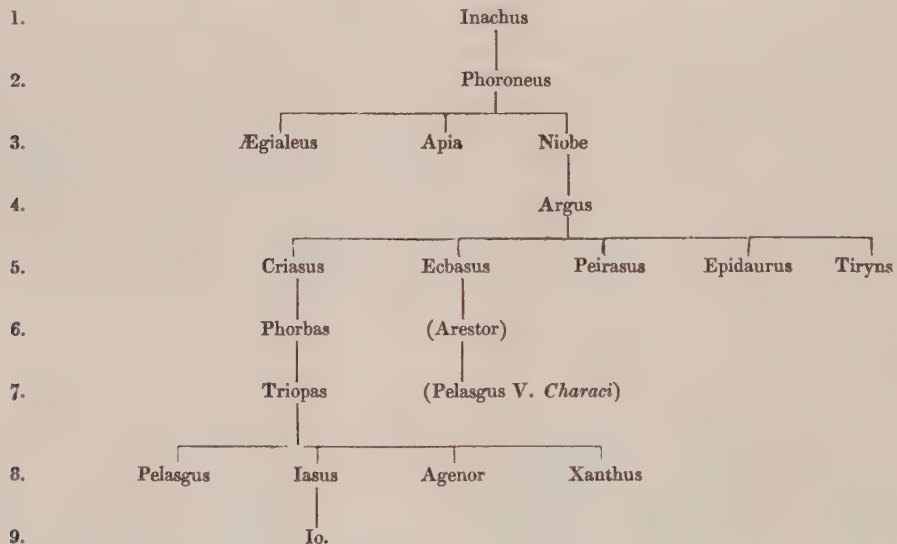 1. Inachus
2. Phoroneus
3. Ægialeus Apia Niobe
4. Argus
5. Criasus Ecbasus Peirasus Epidaurus Tiryns
6. Phorbas (Arestor)
7. Triopas (Pelasgus V. Characi)
8. Pelasgus Iasus Agenor Xanthus
9. Io.